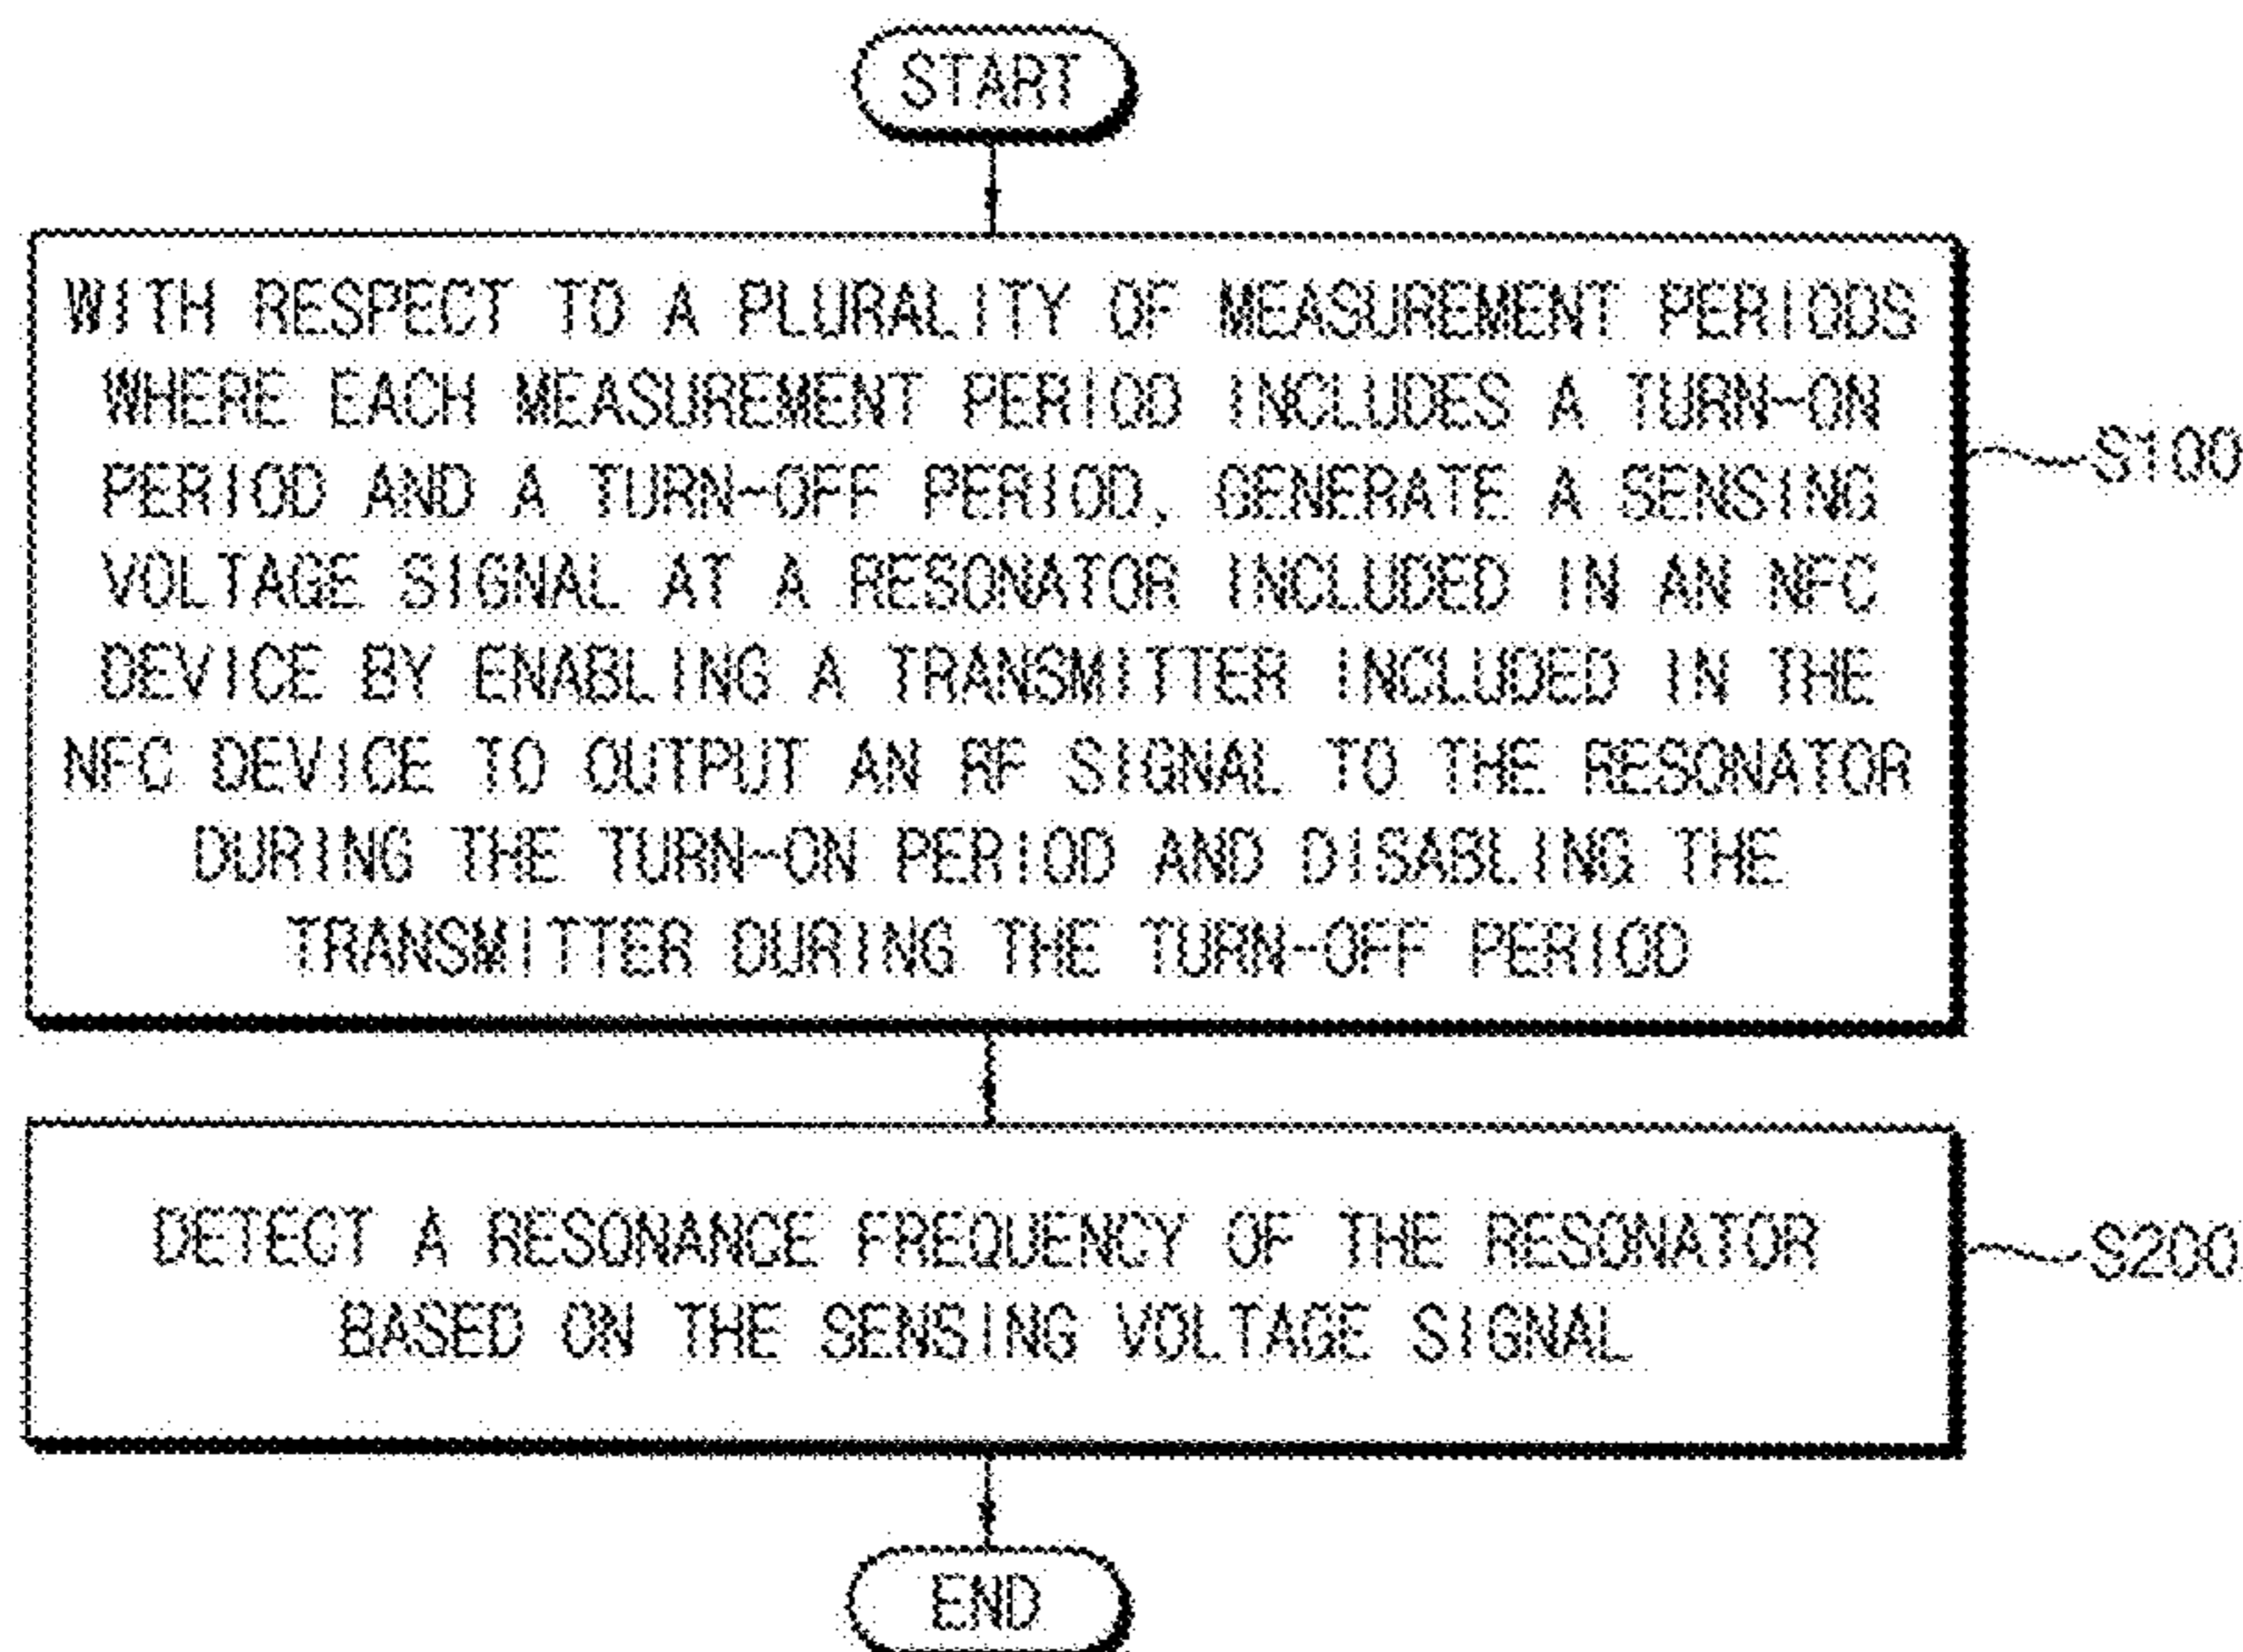 START
WITH RESPECT TO A PLURALITY OF MEASUREMENT PERIODS
WHERE EACH MEASUREMENT PERIOD INCLUDES A TURN-ON
PERIOD AND A TURN-OFF PERIOD, GENERATE A SENSING
VOLTAGE SIGNAL AT A RESONATOR INCLUDED IN AN NFC
DEVICE BY ENABLING A TRANSMITTER INCLUDED IN THE
NFC DEVICE TO OUTPUT AN RF SIGNAL TO THE RESONATOR
DURING THE TURN-ON PERIOD AND DISABLING THE
TRANSMITTER DURING THE TURN-OFF PERIOD
S100
DETECT A RESONANCE FREQUENCY OF THE RESONATOR
BASED ON THE SENSING VOLTAGE SIGNAL
S200
END